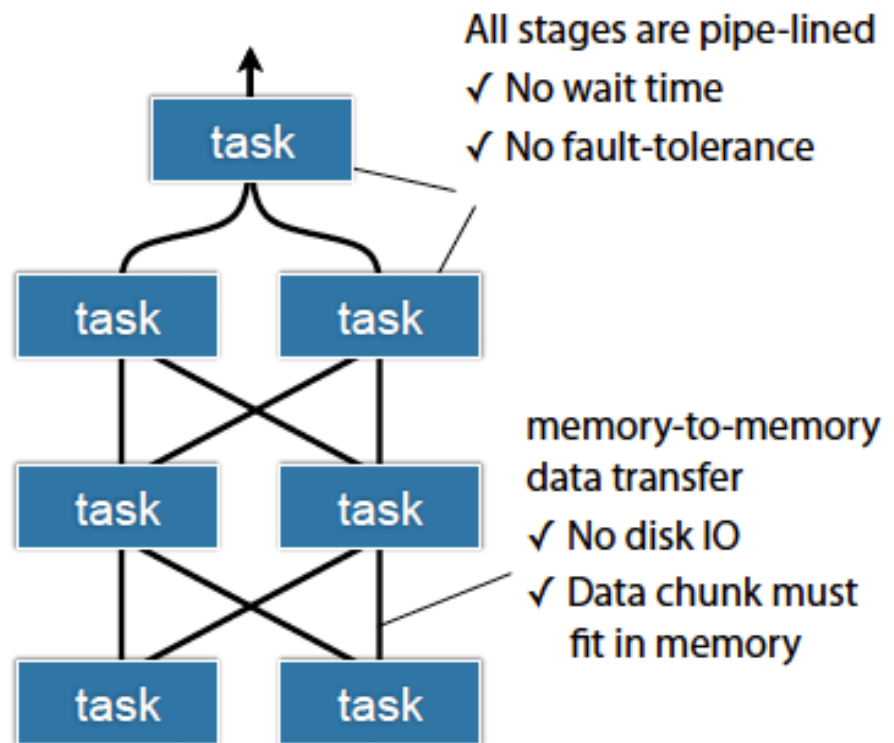 All stages are pipe-lined
✓ No wait time
✓ No fault-tolerance
task
task
task
memory-to-memory
data transfer
✓ No disk IO
✓ Data chunk must
fit in memory
task
task
task
task